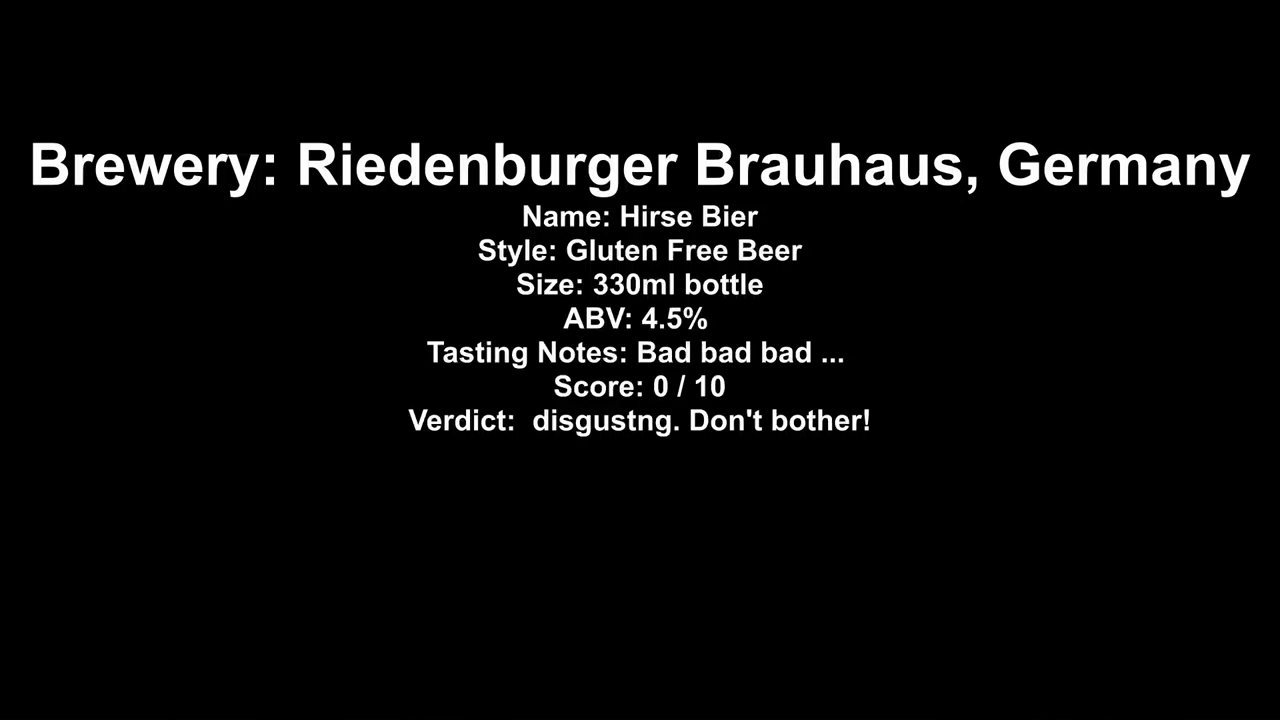 Brewery: Riedenburger Brauhaus, Germany
Name: Hirse Bier
Style: Gluten Free Beer
Size: 330ml bottle
ABV: 4.5%
Tasting Notes: Bad bad bad ...
Score: 0 / 10
Verdict:  disgustng. Don't bother!